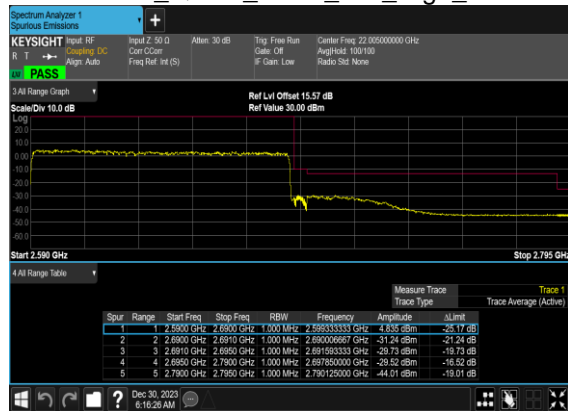 Spectrum Analyzer 1
Spurious Emissions
KEYSIGHT Input: RF Input Z: 50 Ω Atten: 30 dB Trig: Free Run Center Freq: 22.005000000 GHz
R T Coupling: DC Corr CCorr Gate: Off Avg|Hold: 100/100
Align: Auto Freq Ref: Int (S) IF Gain: Low Radio Std: None
PASS
3 All Range Graph
Ref Lvl Offset 15.57 dB
Scale/Div 10.0 dB Ref Value 30.00 dBm
Log
20.0
10.0
0.00
-10.0
-20.0
-30.0
-40.0
-50.0
-60.0
Start 2.590 GHz Stop 2.795 GHz
4 All Range Table
Measure Trace Trace 1
Trace Type Trace Average (Active)
Spur Range Start Freq Stop Freq RBW Frequency Amplitude ΔLimit
1 1 2.5900 GHz 2.6900 GHz 1.000 MHz 2.599333333 GHz 4.835 dBm -25.17 dB
2 2 2.6900 GHz 2.6910 GHz 1.000 MHz 2.690006667 GHz -31.24 dBm -21.24 dB
3 3 2.6910 GHz 2.6950 GHz 1.000 MHz 2.691593333 GHz -29.73 dBm -19.73 dB
4 4 2.6950 GHz 2.7900 GHz 1.000 MHz 2.697850000 GHz -29.52 dBm -16.52 dB
5 5 2.7900 GHz 2.7950 GHz 1.000 MHz 2.790125000 GHz -44.01 dBm -19.01 dB
Dec 30, 2023
6:16:26 AM